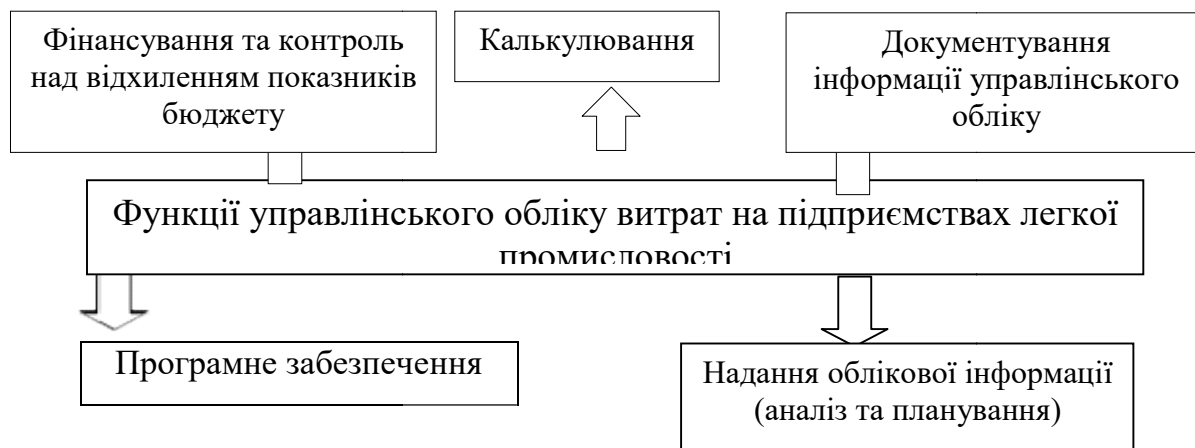 Фінансування та контроль
над відхиленням показників
бюджету
Калькулювання
Документування
інформації управлінського
обліку
Функції управлінського обліку витрат на підприємствах легкої
промисловості
Програмне забезпечення
Надання облікової інформації
(аналіз та планування)